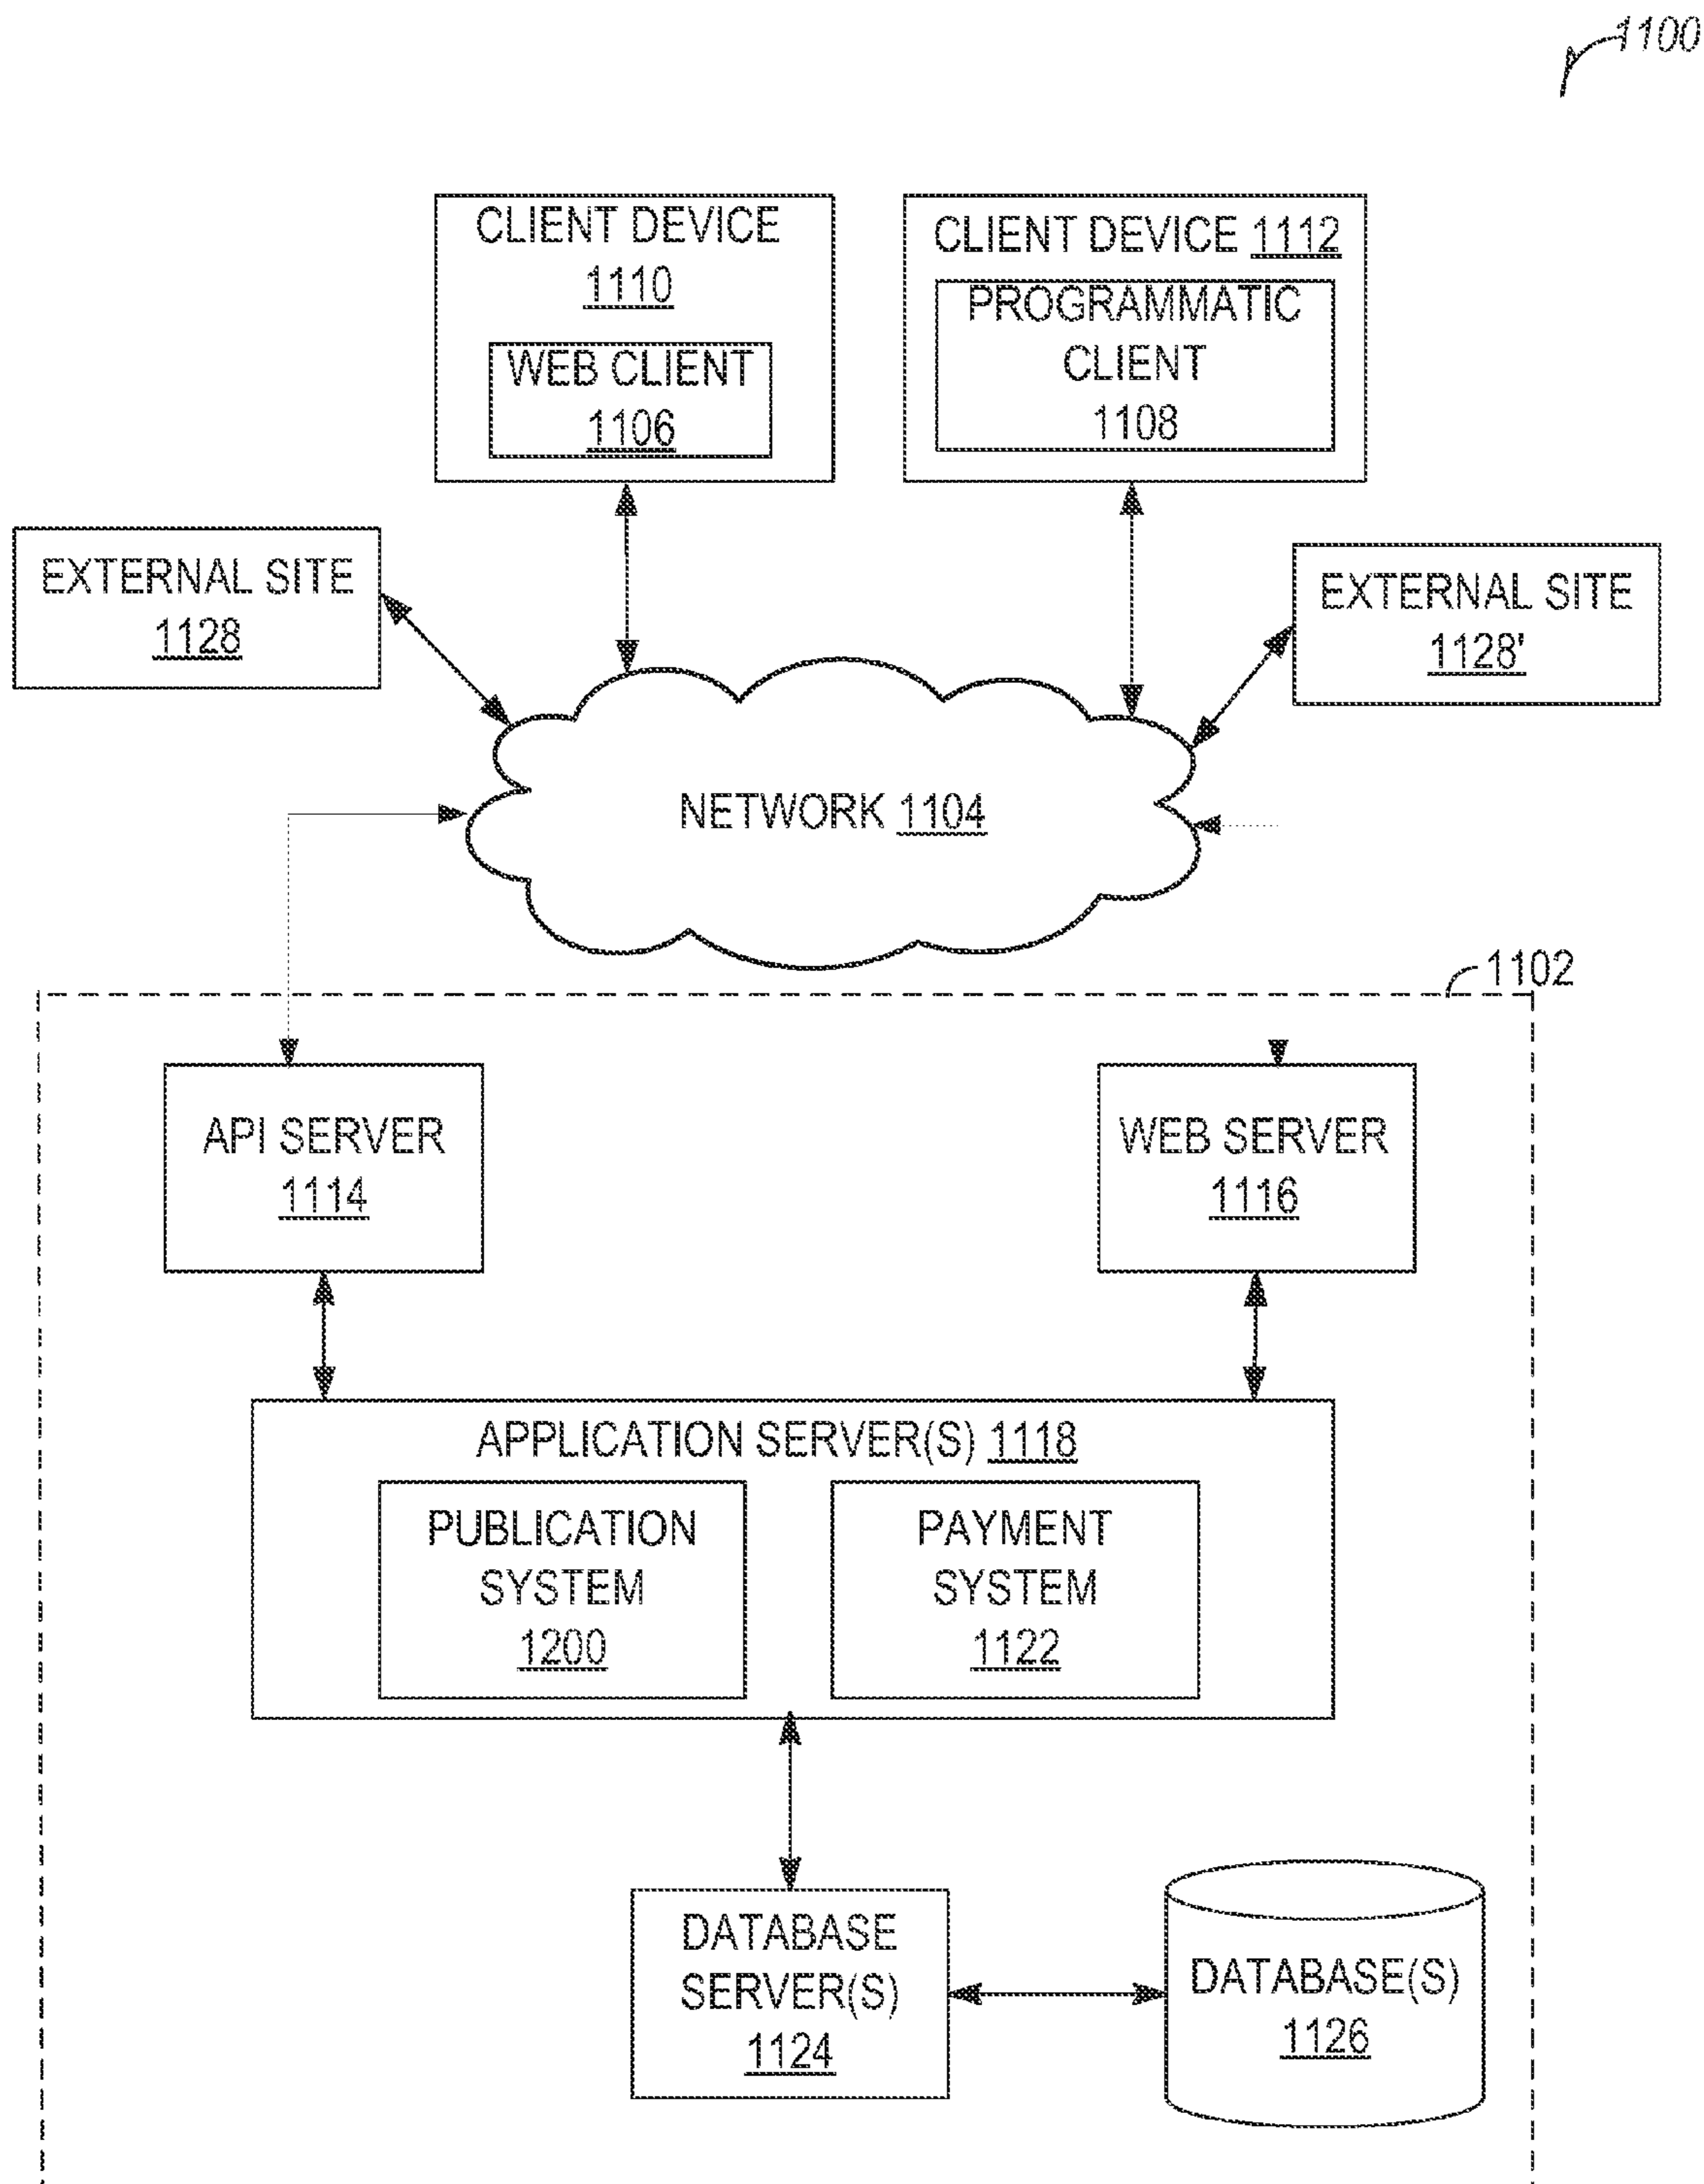 1100
CLIENT DEVICE
1110
WEB CLIENT
1106
CLIENT DEVICE 1112
PROGRAMMATIC
CLIENT
1108
EXTERNAL SITE
1128
EXTERNAL SITE
1128'
NETWORK 1104
1102
API SERVER
1114
WEB SERVER
1116
APPLICATION SERVER(S) 1118
PUBLICATION
SYSTEM
1200
PAYMENT
SYSTEM
1122
DATABASE
SERVER(S)
1124
DATABASE(S)
1126